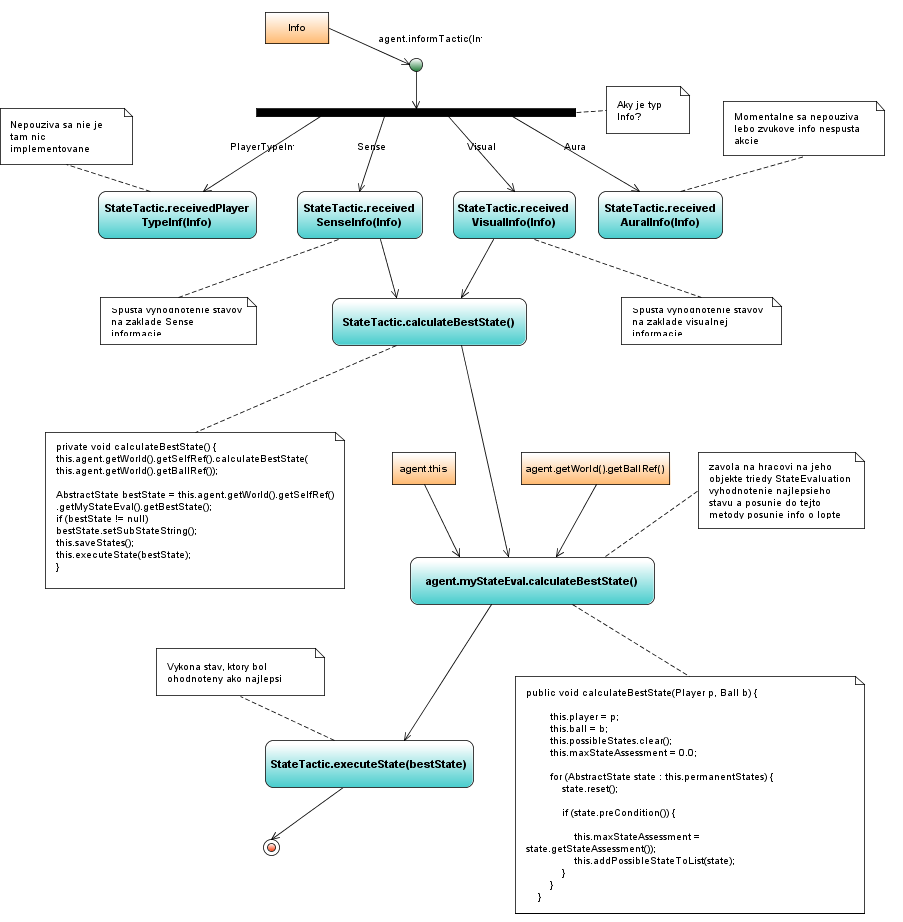 Info
agent.informTactic(In
Aky je typ
Info?
Nepouziva sa nie je
tam nic
implementovane
Momentalne sa nepouziva
lebo zvukove info nespusta
akcie
PlayerTypeIn
Sense
Visual
Aura
StateTactic.receivedPlayer
TypeInf(Info)
StateTactic.received
SenseInfo(Info)
StateTactic.received
VisualInfo(Info)
StateTactic.received
AuralInfo(Info)
Spusta vyhodnotenie stavov
na zaklade Sense
informacie
StateTactic.calculateBestState()
Spusta vyhodnotenie stavov
na zaklade visualnej
informacie
private void calculateBestState() {
this.agent.getWorld().getSelfRef().calculateBestState(
this.agent.getWorld().getBallRef());
AbstractState bestState = this.agent.getWorld().getSelfRef()
.getMyStateEval().getBestState();
if (bestState != null)
bestState.setSubStateString();
this.saveStates();
this.executeState(bestState);
}
agent.this
agent.getWorld().getBallRef()
zavola na hracovi na jeho
objekte triedy StateEvaluation
vyhodnotenie najlepsieho
stavu a posunie do tejto
metody posunie info o lopte
agent.myStateEval.calculateBestState()
Vykona stav, ktory bol
ohodnoteny ako najlepsi
StateTactic.executeState(bestState)
public void calculateBestState(Player p, Ball b) {
this.player = p;
this.ball = b;
this.possibleStates.clear();
this.maxStateAssessment = 0.0;
for (AbstractState state : this.permanentStates) {
state.reset();
if (state.preCondition()) {
this.maxStateAssessment =
state.getStateAssessment());
this.addPossibleStateToList(state);
}
}
}